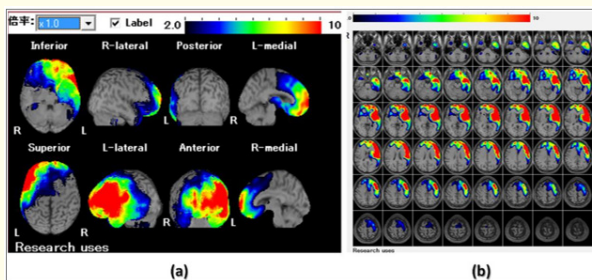 倍率: x1.0 Label 2.0 10
Inferior R-lateral Posterior L-medial
R L R L R
Superior L-lateral Anterior R-medial
L R R L
Research uses
(a)
10
R
Research uses
(b)